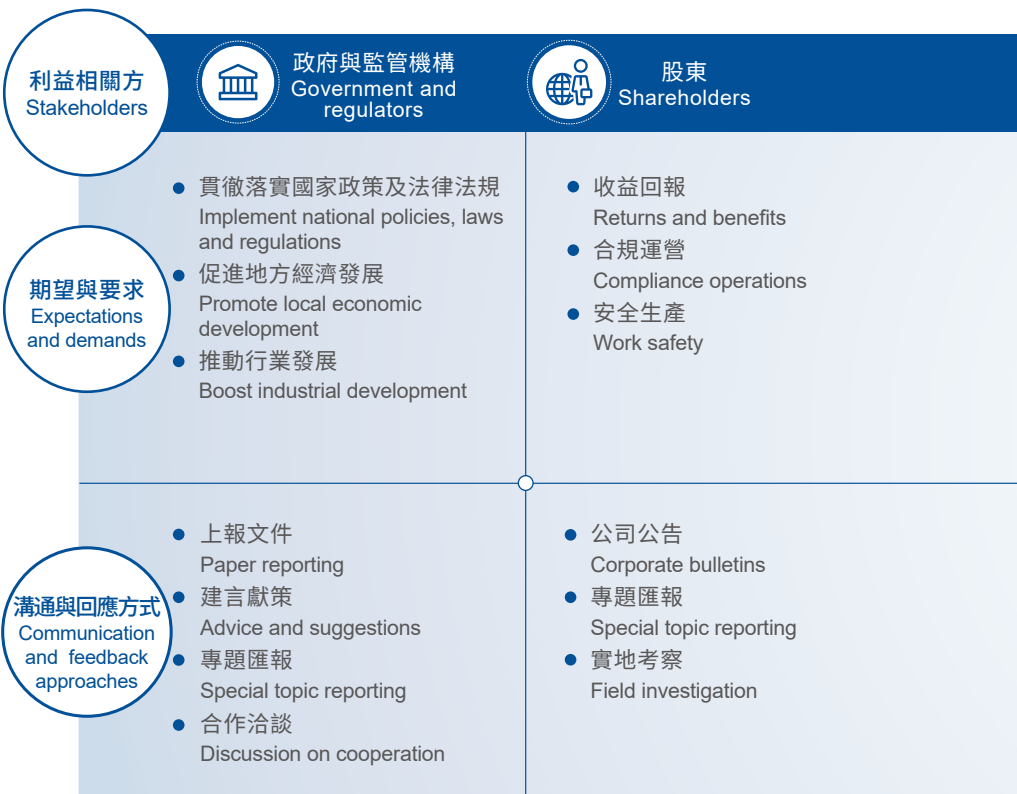 利益相關方
Stakeholders
政府與監管機構
Government and
regulators
股東
Shareholders
期望與要求
Expectations
and demands
貫徹落實國家政策及法律法規
Implement national policies, laws
and regulations
促進地方經濟發展
Promote local economic
development
推動行業發展
Boost industrial development
收益回報
Returns and benefits
合規運營
Compliance operations
安全生產
Work safety
溝通與回應方式
Communication
and feedback
approaches
上報文件
Paper reporting
建言獻策
Advice and suggestions
專題匯報
Special topic reporting
合作洽談
Discussion on cooperation
公司公告
Corporate bulletins
專題匯報
Special topic reporting
實地考察
Field investigation